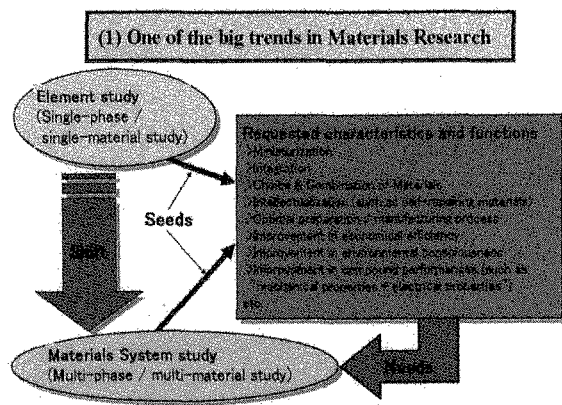 (1) One of the big trends in Materials Research
Element study
(Single-phase /
single-material study)
Requested characteristics and functions
>Miniaturization
>Integration
>Choice & Combination of Materials
>Intellectualization (such as self-repairing materials)
>Optimal preparation / manufacturing process
>Improvement in economical efficiency
>Improvement in environmental consciousness
>Improvement in compound performances (such as
"mechanical properties + electrical properties")
etc.
Seeds
Shift
Materials System study
(Multi-phase / multi-material study)
Needs